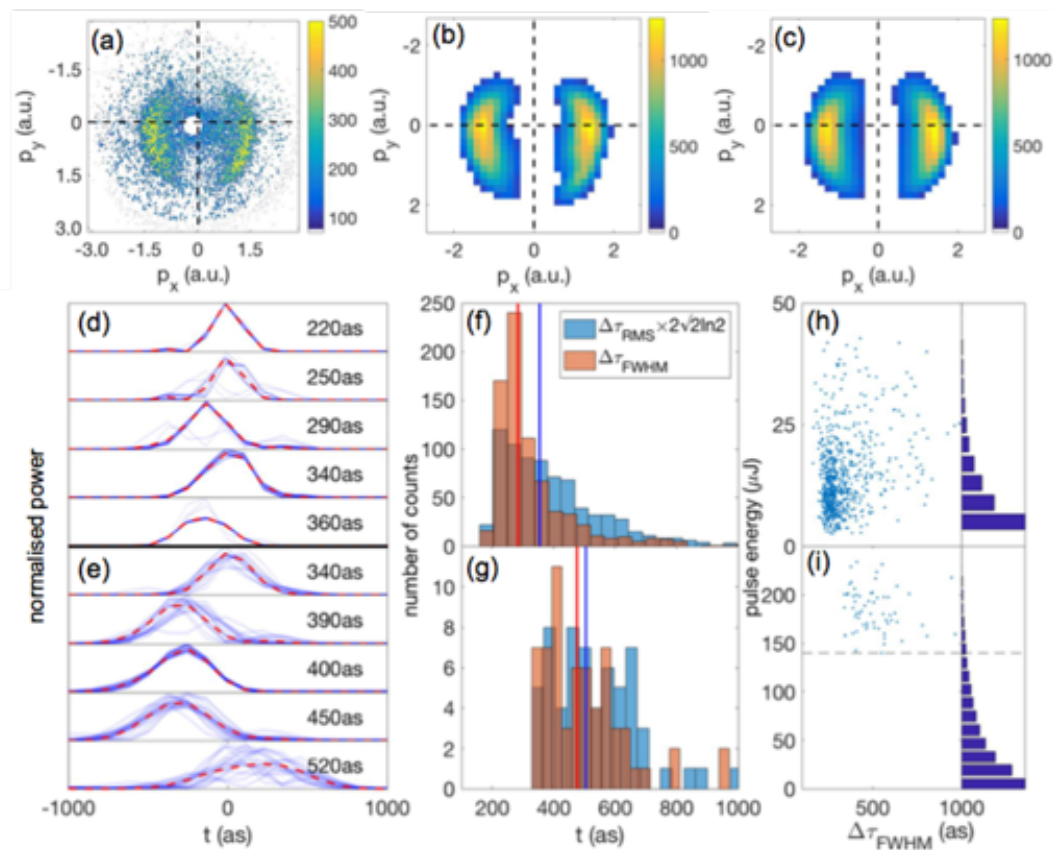 (a)
500
400
300
200
100
-1.5
0
1.5
3.0
p_y (a.u.)
-3.0 -1.5 0 1.5
p_x (a.u.)
(b)
1000
500
0
-2
0
2
p_y (a.u.)
-2 0 2
p_x (a.u.)
(c)
1000
500
0
-2
0
2
p_y (a.u.)
-2 0 2
p_x (a.u.)
(d)
220as
250as
290as
340as
360as
normalised power
(e)
340as
390as
400as
450as
520as
-1000 0 1000
t (as)
(f)
250
200
150
100
50
0
Δτ_RMS×2√2ln2
Δτ_FWHM
number of counts
(g)
10
8
6
4
2
0
200 400 600 800 1000
t (as)
(h)
50
25
0
pulse energy (μJ)
(i)
200
150
100
50
0
500 1000
Δτ_FWHM (as)